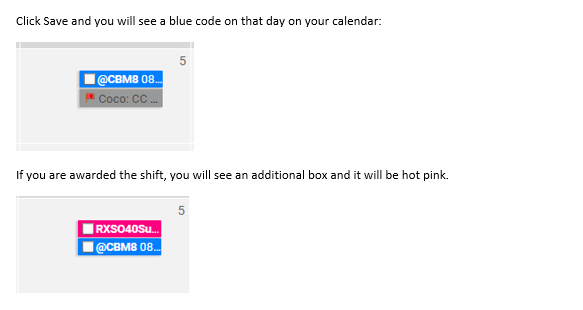 Click Save and you will see a blue code on that day on your calendar:
5
@CBM8 08...
Coco: CC ...
If you are awarded the shift, you will see an additional box and it will be hot pink.
5
RXSO40Su...
@CBM8 08...